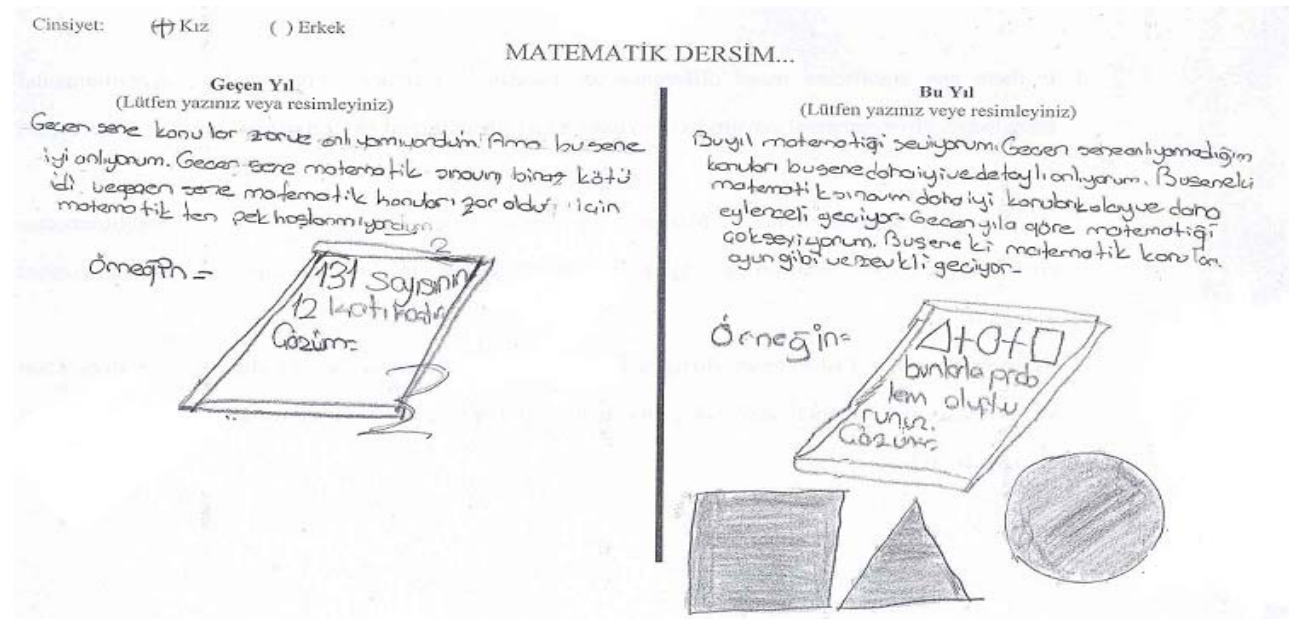 Cinsiyet: (+) Kız ( ) Erkek
MATEMATİK DERSİM...
Geçen Yıl
(Lütfen yazınız veya resimleyiniz)
Geçen sene konular zordu anlıyamıyordum. Ama bu sene
iyi anlıyorum. Geçen sene matematik sınavım biraz kötü
idi. ve geçen sene matematik konuları zor olduğu için
matematik ten pek hoşlanmıyordum
Örneğin =
131 sayısının
12 katı kaçtır
Çözüm=
Bu Yıl
(Lütfen yazınız veye resimleyiniz)
Bu yıl matematiği seviyorum. Geçen sene anlıyamadığım
konuları bu sene daha iyi ve detaylı anlıyorum. Bu seneki
matematik sınavım daha iyi konular kolay ve daha
eylenceli geçiyor. Geçen yıla göre matematiği
çok seviyorum. Bu sene ki matematik konuları
oyun gibi ve zevkli geçiyor.
Örneğin=
△+○+□
bunlarla prob
lem oluştu
runuz.
Çözüm=